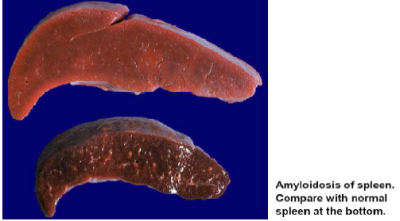 Amyloidosis of spleen.
Compare with normal
spleen at the bottom.